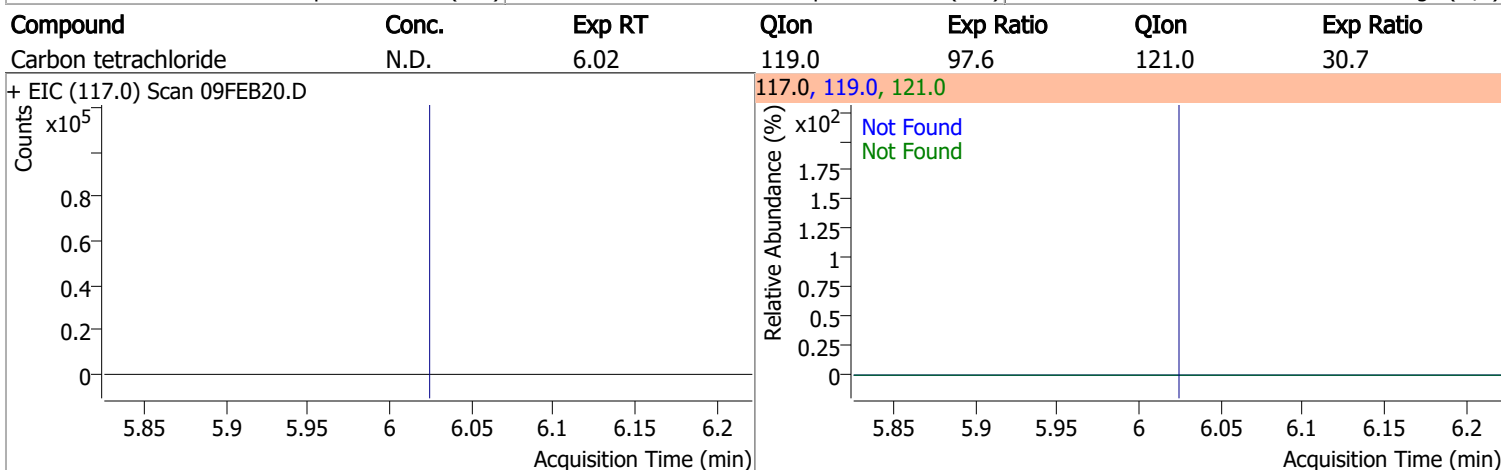 Compound Conc. Exp RT QIon Exp Ratio QIon Exp Ratio
Carbon tetrachloride N.D. 6.02 119.0 97.6 121.0 30.7
+ EIC (117.0) Scan 09FEB20.D
Counts
x10^5
0.8
0.6
0.4
0.2
0
5.85 5.9 5.95 6 6.05 6.1 6.15 6.2
Acquisition Time (min)
117.0, 119.0, 121.0
Relative Abundance (%)
x10^2
Not Found
Not Found
1.75
1.5
1.25
1
0.75
0.5
0.25
0
5.85 5.9 5.95 6 6.05 6.1 6.15 6.2
Acquisition Time (min)